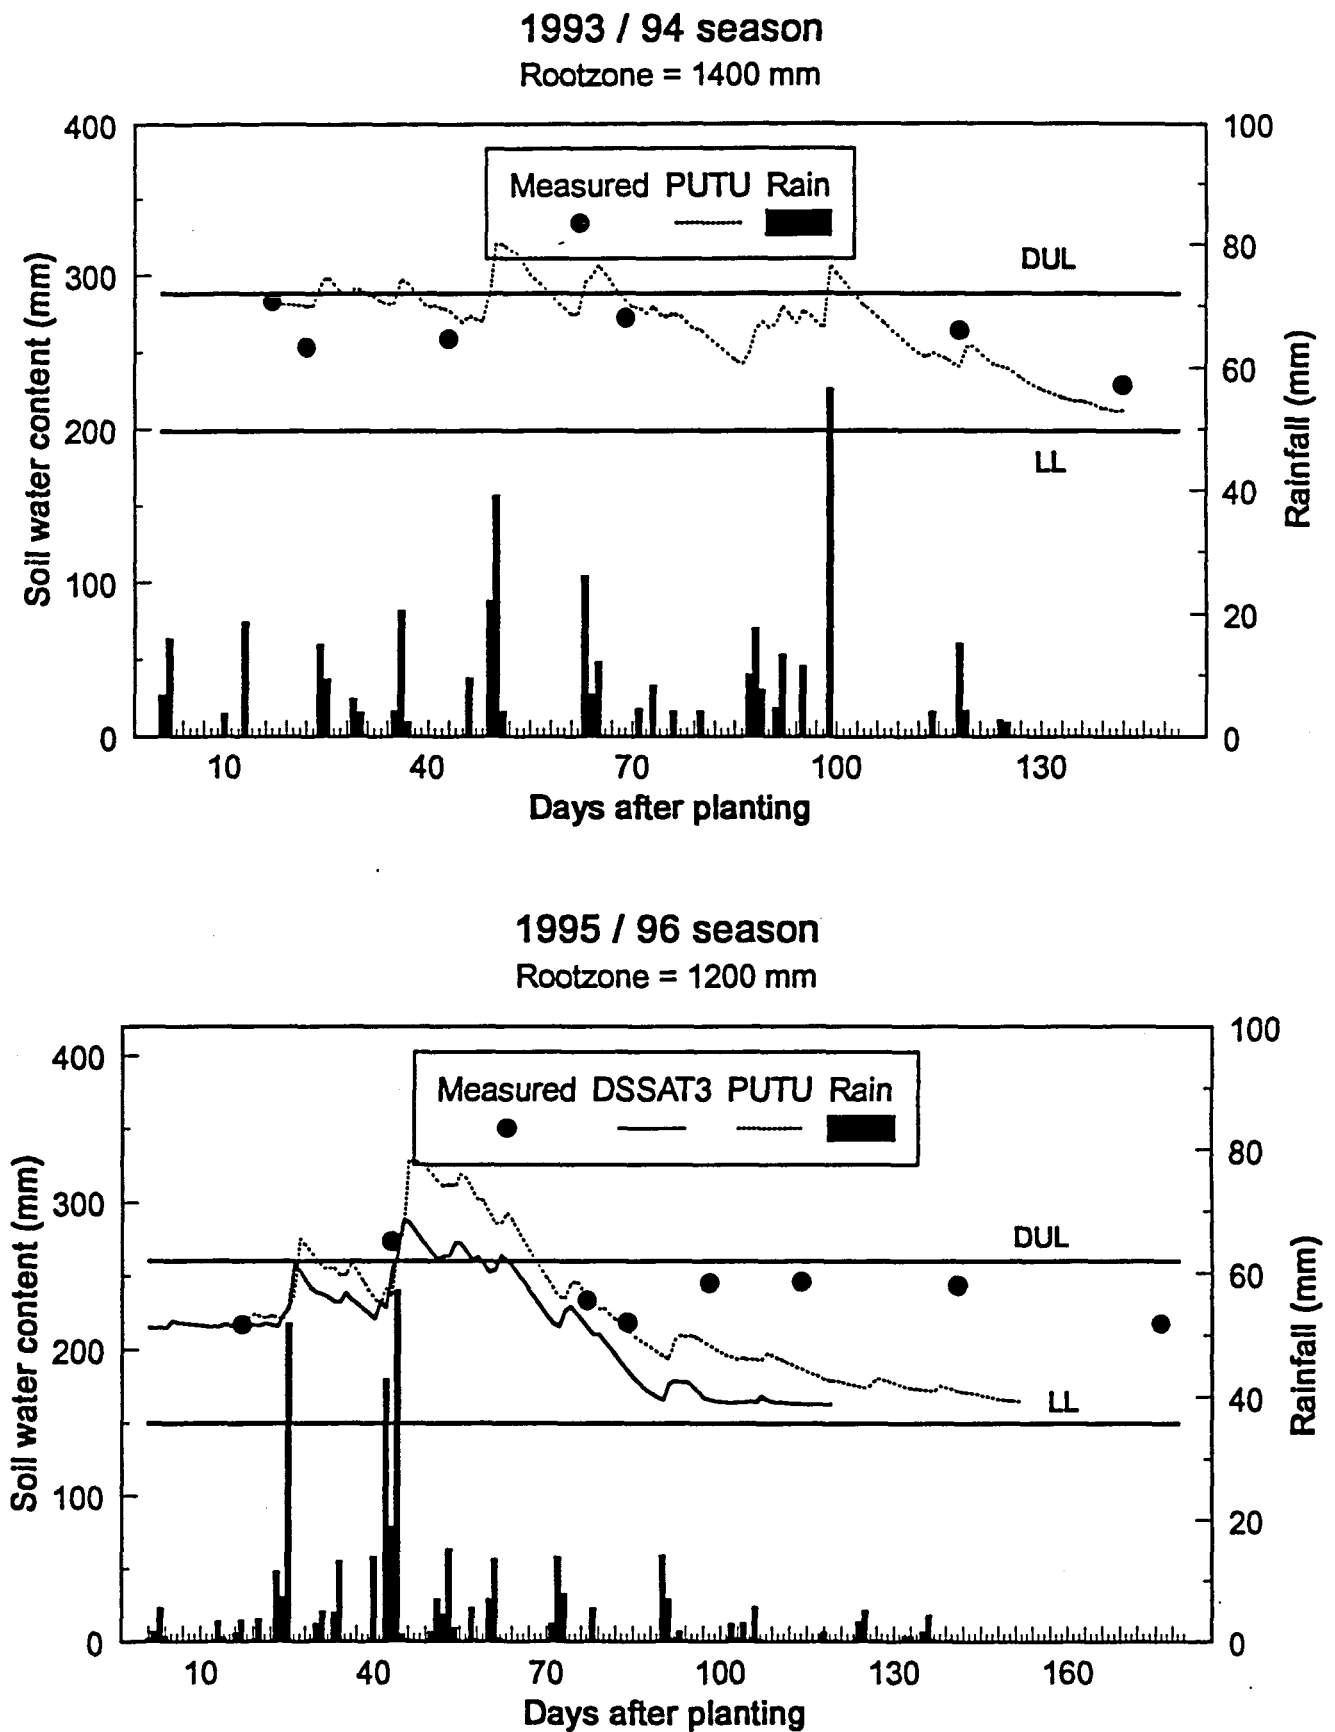 1993 / 94 season
Rootzone = 1400 mm
400
100
Measured PUTU Rain
80
DUL
300
Soil water content (mm)
60
Rainfall (mm)
200
LL
40
100
20
0
0
10 40 70 100 130
Days after planting
1995 / 96 season
Rootzone = 1200 mm
100
400
Measured DSSAT3 PUTU Rain
80
300
DUL
Soil water content (mm)
60
Rainfall (mm)
200
LL
40
100
20
0
0
10 40 70 100 130 160
Days after planting